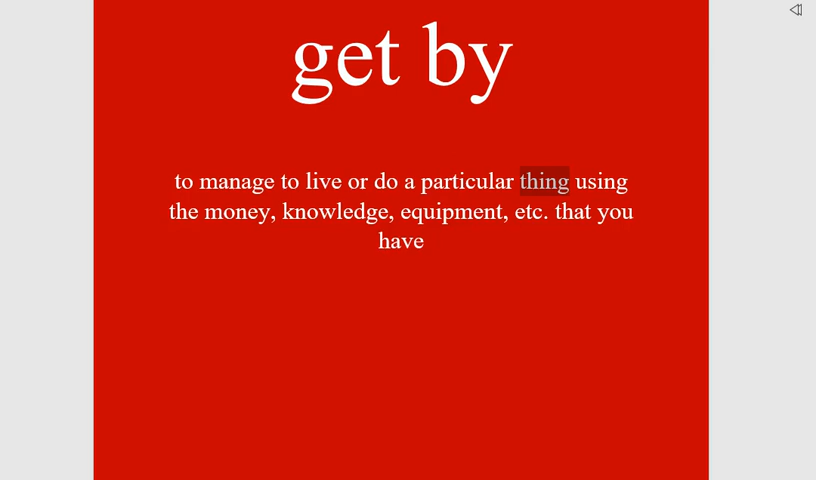 get by
to manage to live or do a particular thing using
the money, knowledge, equipment, etc. that you
have